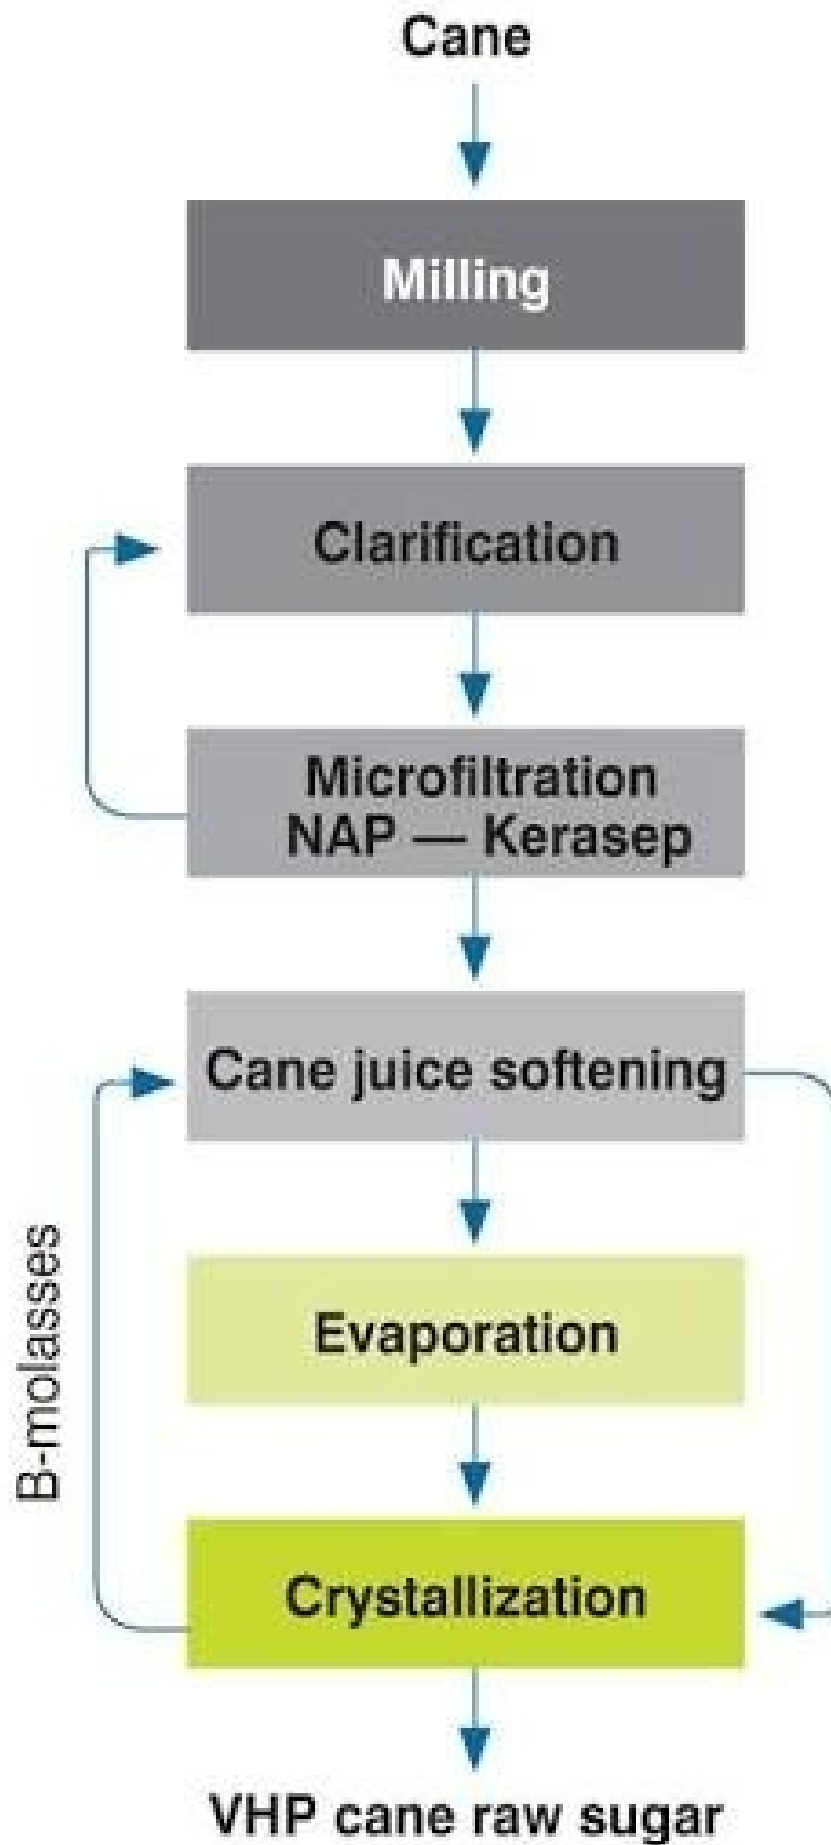 Cane
Milling
Clarification
Microfiltration
NAP — Kerasep
Cane juice softening
B-molasses
Evaporation
Crystallization
VHP cane raw sugar